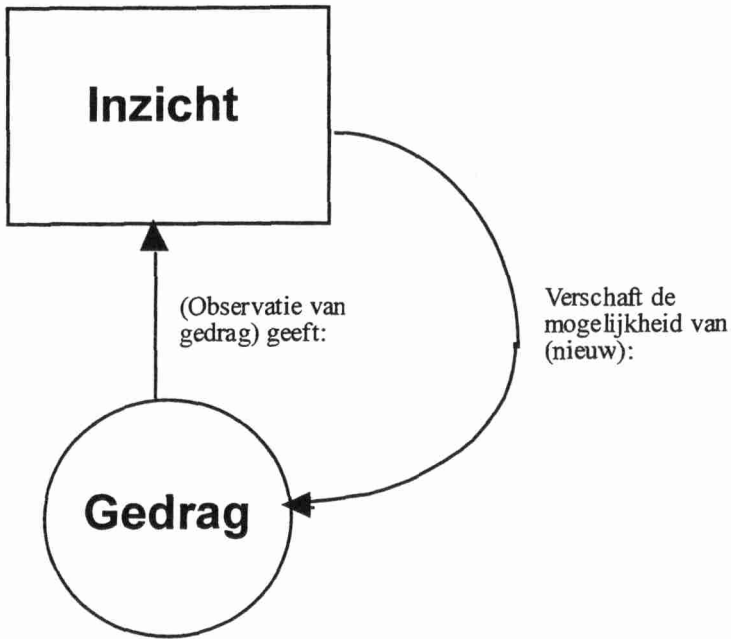 Inzicht
(Observatie van
gedrag) geeft:
Verschaft de
mogelijkheid van
(nieuw):
Gedrag